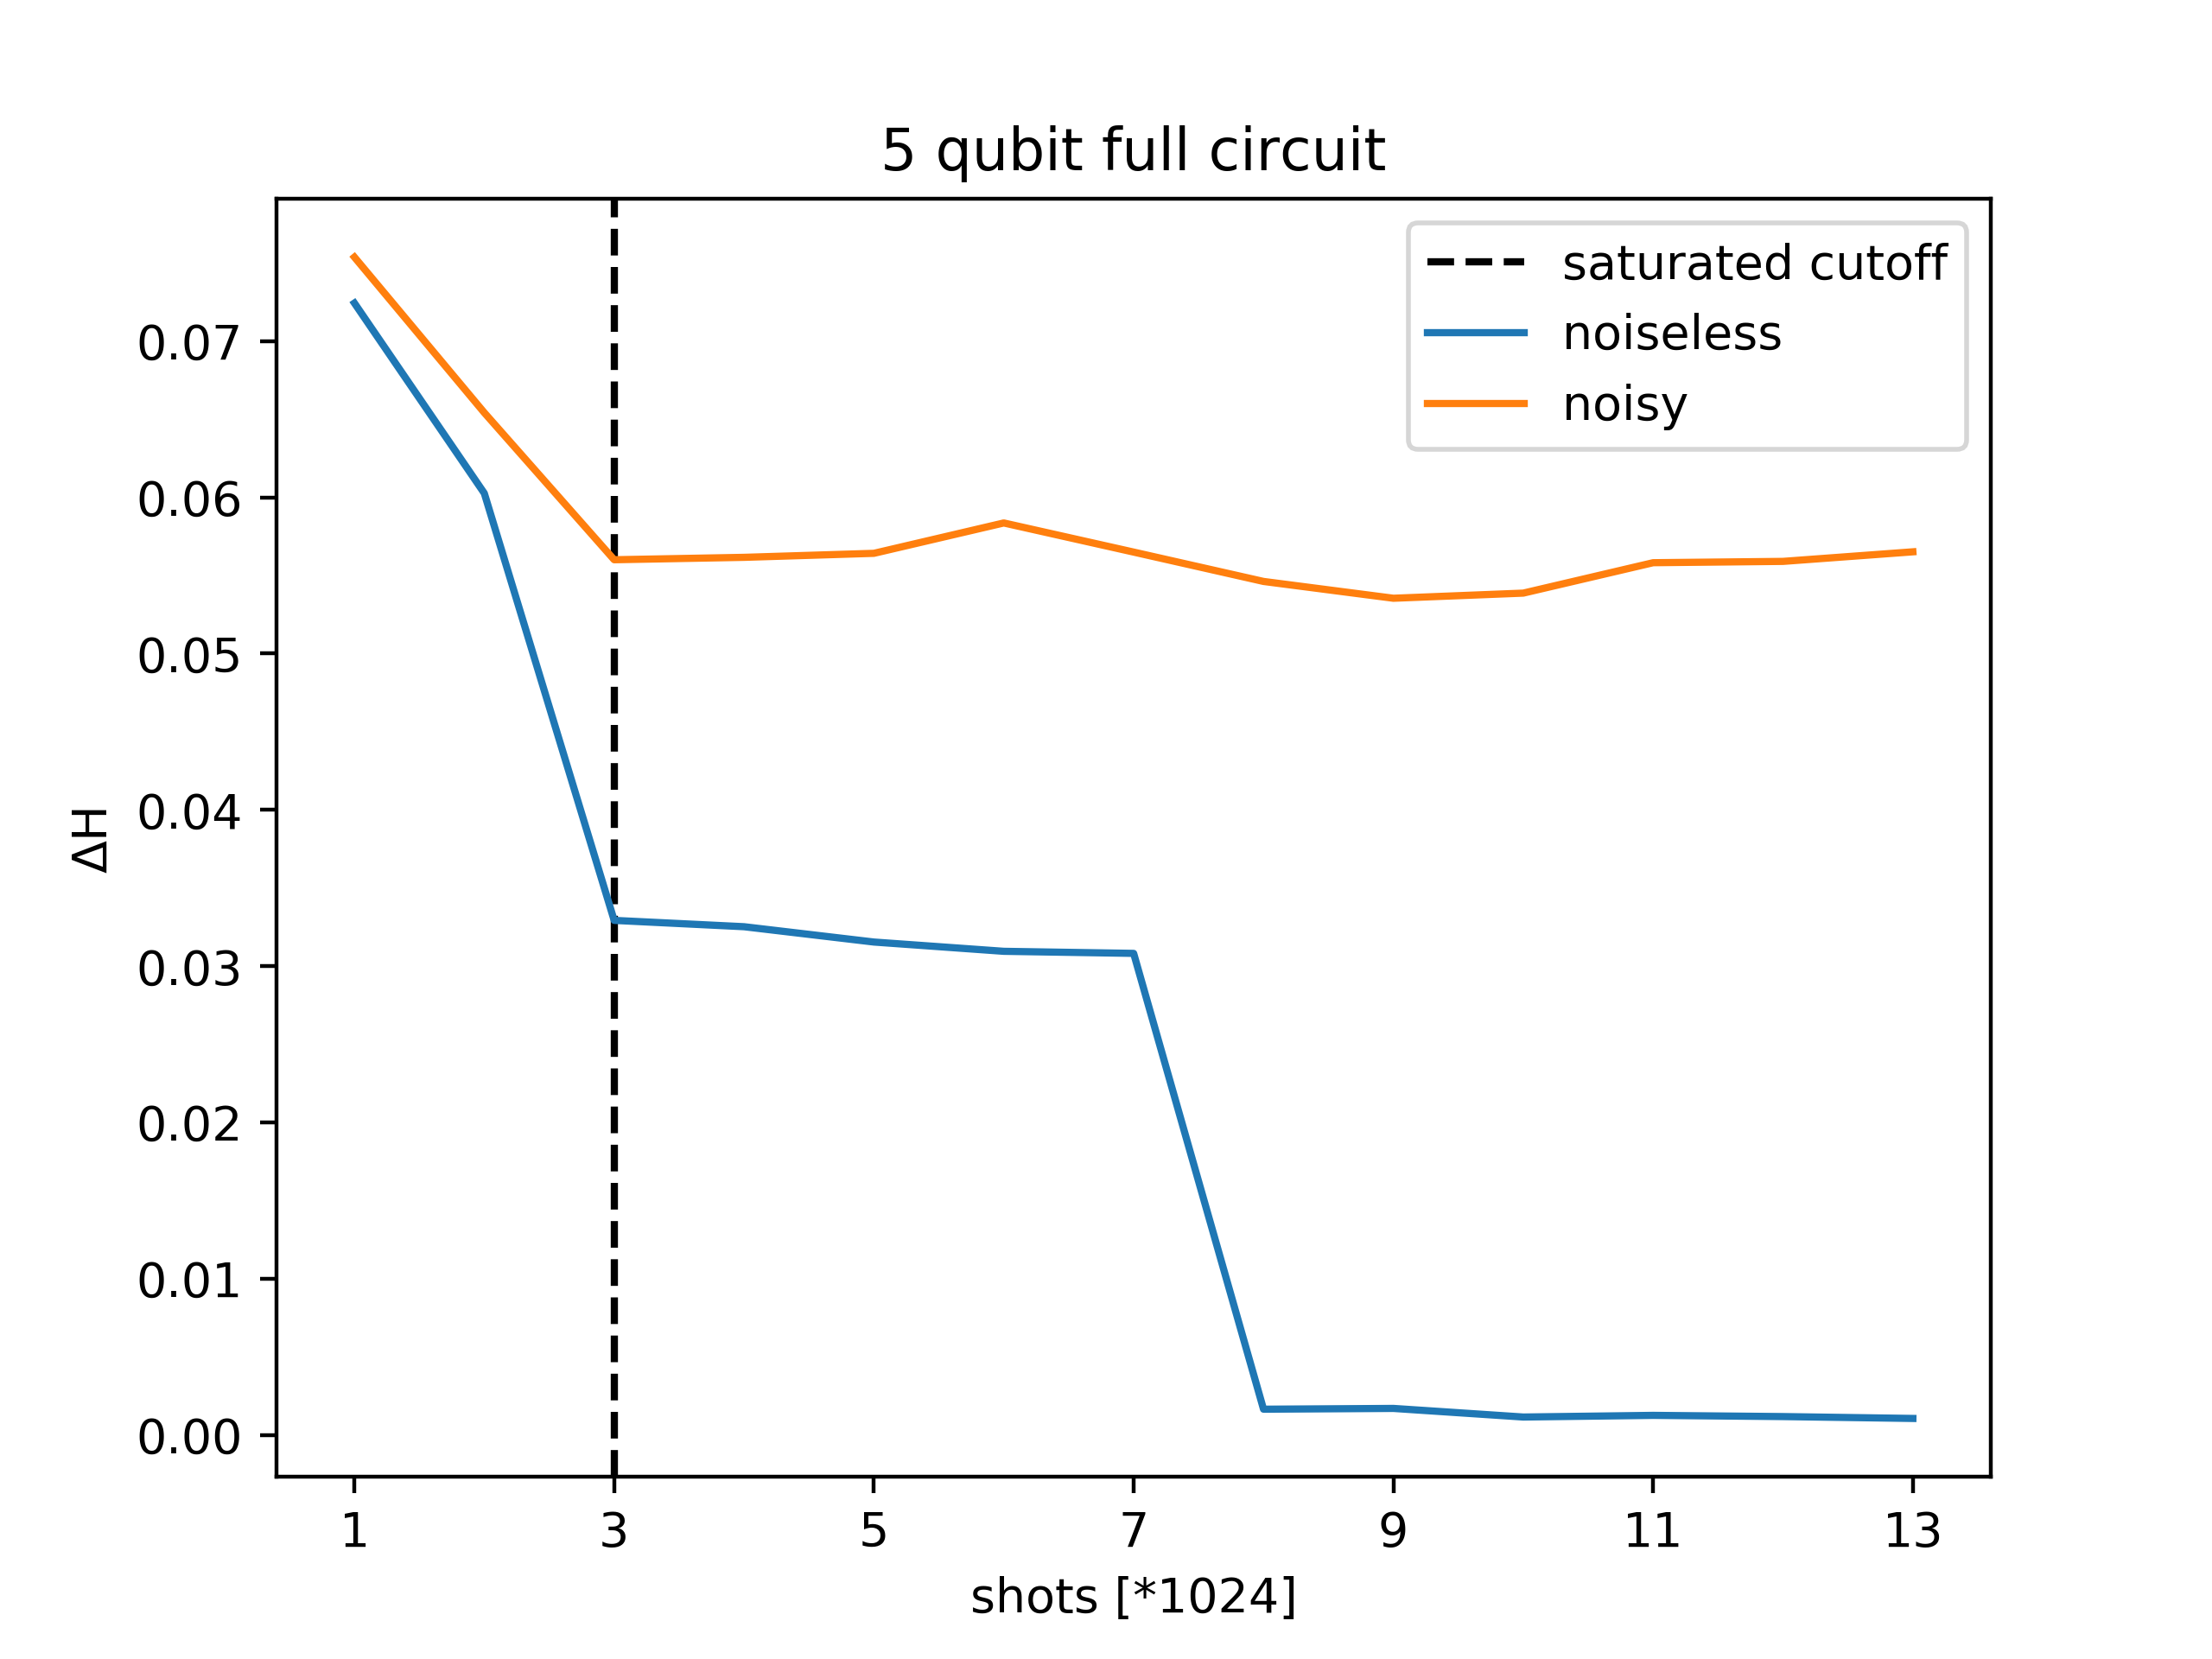 5 qubit full circuit
saturated cutoff
noiseless
noisy
0.07
0.06
0.05
0.04
0.03
0.02
0.01
0.00
ΔH
1 3 5 7 9 11 13
shots [*1024]